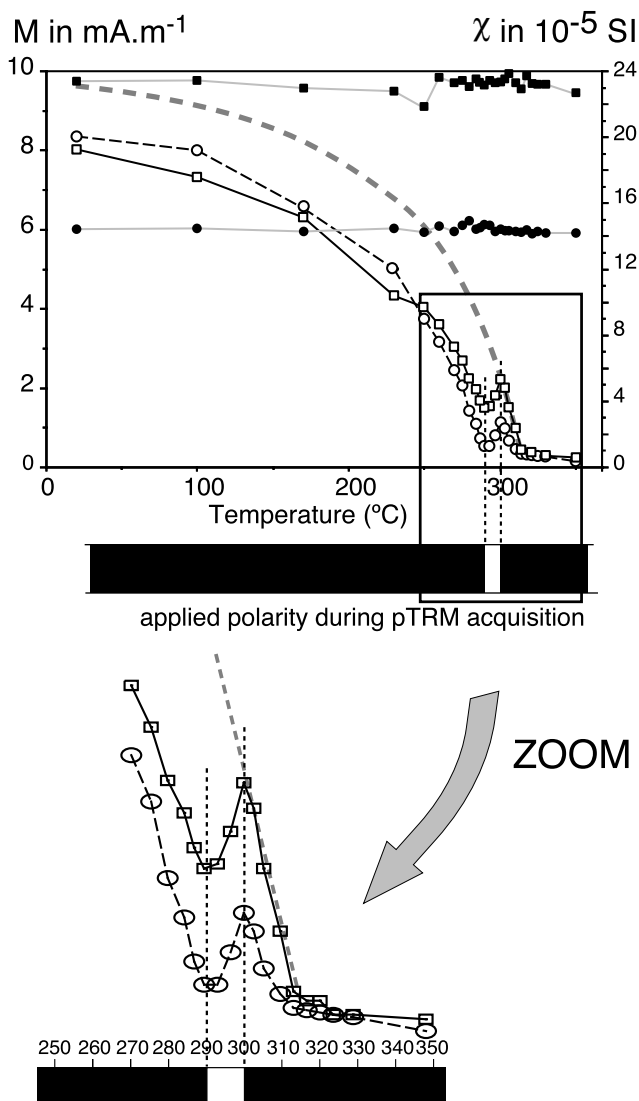 M in mA.m-1
χ in 10-5 SI
10 24
8 20
6 16
12
4 8
2 4
0 0
0 100 200 300
Temperature (ºC)
applied polarity during pTRM acquisition
ZOOM
250 260 270 280 290 300 310 320 330 340 350